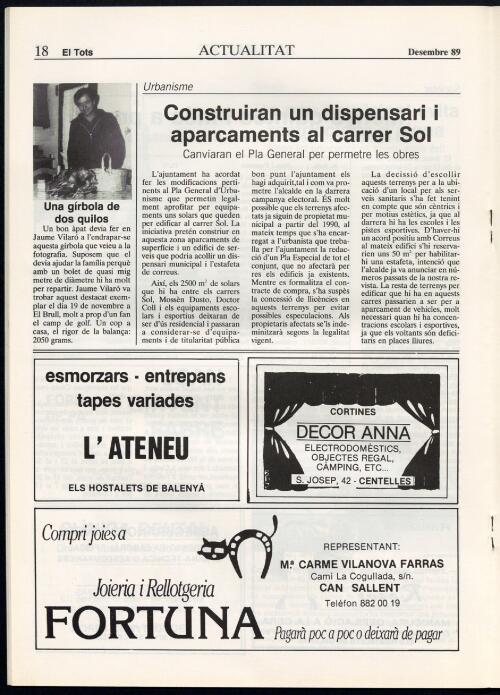 18 El Tots
ACTUALITAT
Desembre 89
Una gírbola de
dos quilos
Un bon àpat devia fer en
Jaume Vilaró a l'endrapar-se
aquesta gírbola que veieu a la
fotografia. Suposem que el
devia ajudar la família perquè
amb un bolet de quasi mig
metre de diàmetre hi ha molt
per repartir. Jaume Vilaró va
trobar aquest destacat exem-
plar el dia 19 de novembre a
El Brull, molt a prop d'un fan
el camp de golf. Un cop a
casa, el rigor de la balança:
2050 grams.
Urbanisme
Construiran un dispensari i
aparcaments al carrer Sol
Canviaran el Pla General per permetre les obres
L'ajuntament ha acordat
fer les modificacions perti-
nents al Pla General d'Urba-
nisme que permetin legal-
ment aprofitar per equipa-
ments uns solars que queden
per edificar al carrer Sol. La
iniciativa pretén construir en
aquesta zona aparcaments de
superfície i un edifici de ser-
veis que podria acollir un dis-
pensari municipal i l'estafeta
de correus.
Així, els 2500 m² de solars
que hi ha entre els carrers
Sol, Mossèn Dusto, Doctor
Coll i els equipaments esco-
lars i esportius deixaran de
ser d'ús residencial i passaran
a considerar-se d'equipa-
ments i de titularitat pública
bon punt l'ajuntament els
hagi adquirit,tal i com va pro-
metre l'alcalde en la darrera
campanya electoral. ÉS molt
possible que els terrenys afec-
tats ja siguin de propietat mu-
nicipal a partir del 1990, al
mateix temps que s'ha encar-
regat a l'urbanista que treba-
lla per l'ajuntament la redac-
ció d'un Pla Especial de tot el
conjunt, que no afectarà per
res els edificis ja existents.
Mentre es formalitza el con-
tracte de compra, s'ha suspès
la concessió de llicències en
aquests terrenys per evitar
possibles especulacions. Als
propietaris afectats se'ls inde-
mnitzarà segons la legalitat
vigent.
La decissió d'escollir
aquests terrenys per a la ubi-
cació d'un local per als ser-
veis sanitaris s'ha fet tenint
en compte que són cèntrics i
per motius estètics, ja que al
darrera hi ha les escoles i les
pistes esportives. D'haver-hi
un acord positiu amb Correus
al mateix edifici s'hi reserva-
rien uns 50 m² per habilitar-
hi una estafeta, intenció que
l'alcalde ja va anunciar en nú-
meros passats de la nostra re-
vista. La resta de terrenys per
edificar que hi ha en aquests
carres passarien a ser per a
aparcament de vehicles, molt
necessari quan hi ha concen-
tracions escolars i esportives,
ja que els voltants són defici-
taris en places lliures.
esmorzars - entrepans
tapes variades
L'ATENEU
ELS HOSTALETS DE BALENYÁ
CORTINES
DECOR ANNA
ELECTRODOMÈSTICS,
OBJECTES REGAL,
CÀMPING, ETC...
S. JOSEP, 42 - CENTELLES
Compri joies a
Joieria i Rellotgeria
FORTUNA
REPRESENTANT:
M.ª CARME VILANOVA FARRAS
Camí La Cogullada, s/n.
CAN SALLENT
Telèfon 882 00 19
Pagarà poc a poc o deixarà de pagar